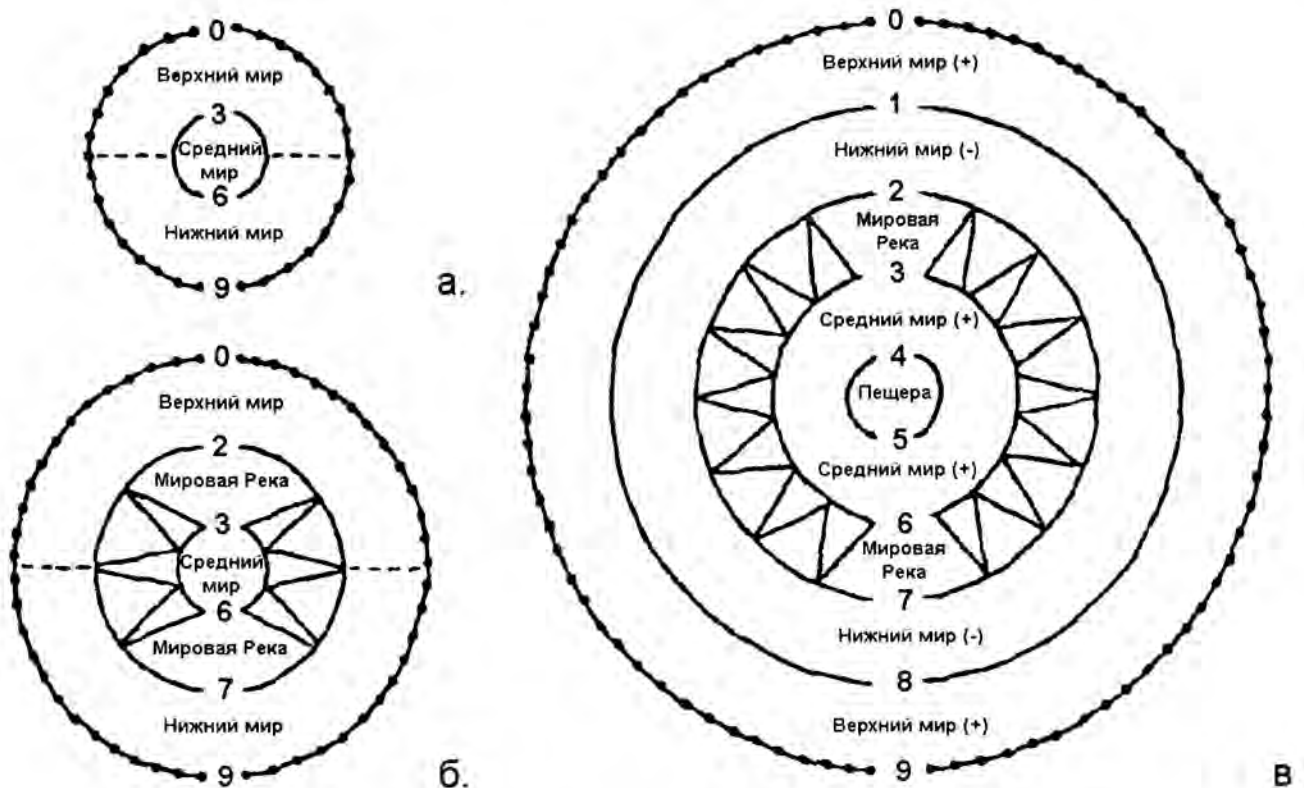 0
Верхний мир
3
Средний
мир
6
Нижний мир
9
а.
0
Верхний мир
2
Мировая Река
3
Средний
мир
6
Мировая Река
7
Нижний мир
9
б.
0
Верхний мир (+)
1
Нижний мир (-)
2
Мировая
Река
3
Средний мир (+)
4
Пещера
5
Средний мир (+)
6
Мировая
Река
7
Нижний мир (-)
8
Верхний мир (+)
9
в